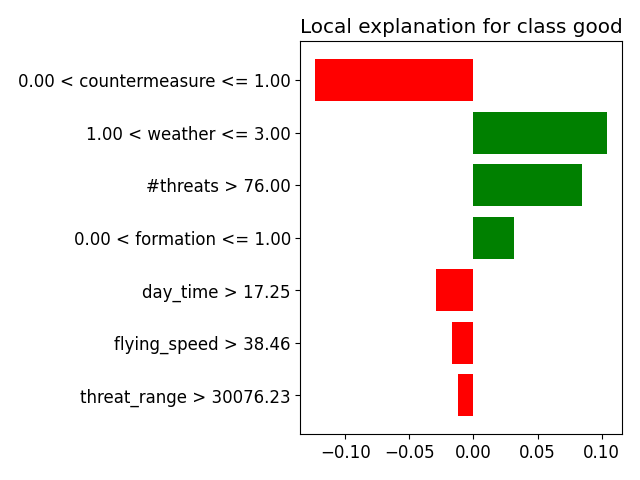 Local explanation for class good
0.00 < countermeasure <= 1.00
1.00 < weather <= 3.00
#threats > 76.00
0.00 < formation <= 1.00
day_time > 17.25
flying_speed > 38.46
threat_range > 30076.23
−0.10 −0.05 0.00 0.05 0.10